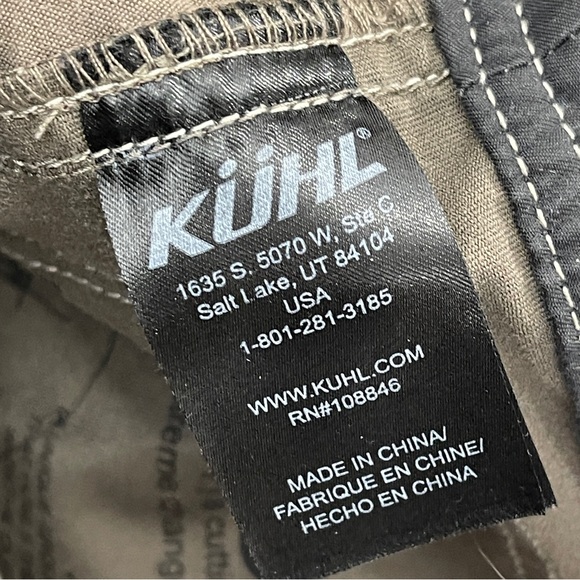 KÜHL®
1635 S. 5070 W, Ste C
Salt Lake, UT 84104
USA
1-801-281-3185
WWW.KUHL.COM
RN#108846
MADE IN CHINA/
FABRIQUE EN CHINE/
HECHO EN CHINA